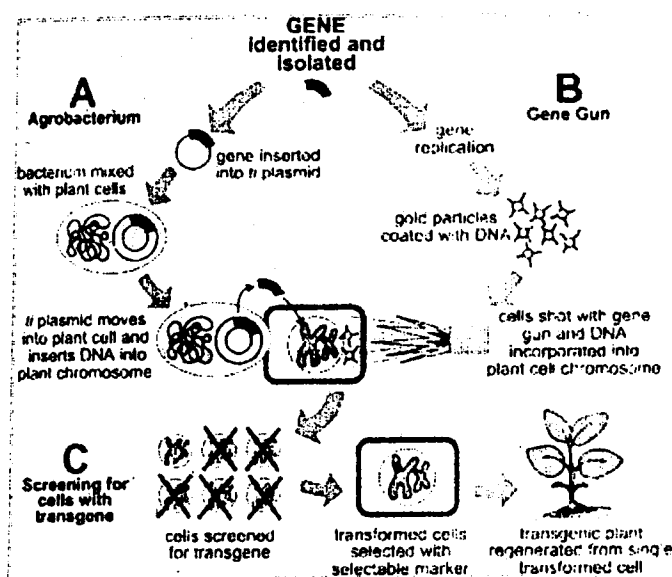 GENE
identified and
isolated
A
Agrobacterium
B
Gene Gun
gene inserted
into ti plasmid
gene
replication
bacterium mixed
with plant cells
gold particles
coated with DNA
ti plasmid moves
into plant cell and
inserts DNA into
plant chromosome
cells shot with gene
gun and DNA
incorporated into
plant cell chromosome
C
Screening for
cells with
transgene
cells screened
for transgene
transformed cells
selected with
selectable marker
transgenic plant
regenerated from single
transformed cell